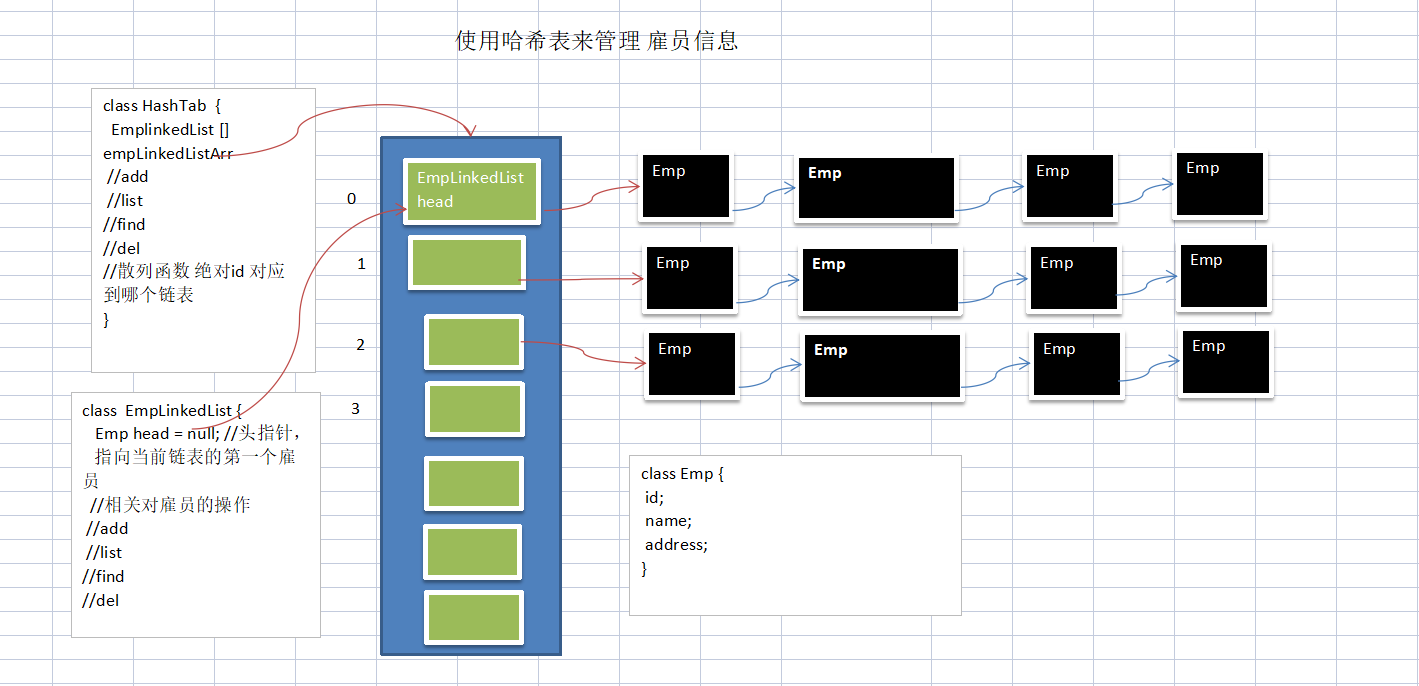 使用哈希表来管理 雇员信息
class HashTab {
EmplinkedList []
empLinkedListArr
//add
//list
//find
//del
//散列函数 绝对id 对应
到哪个链表
}
class EmpLinkedList {
Emp head = null; //头指针，
指向当前链表的第一个雇
员
//相关对雇员的操作
//add
//list
//find
//del
0
EmpLinkedList
head
1
2
3
Emp
Emp
Emp
Emp
Emp
Emp
Emp
Emp
Emp
Emp
Emp
Emp
class Emp {
id;
name;
address;
}